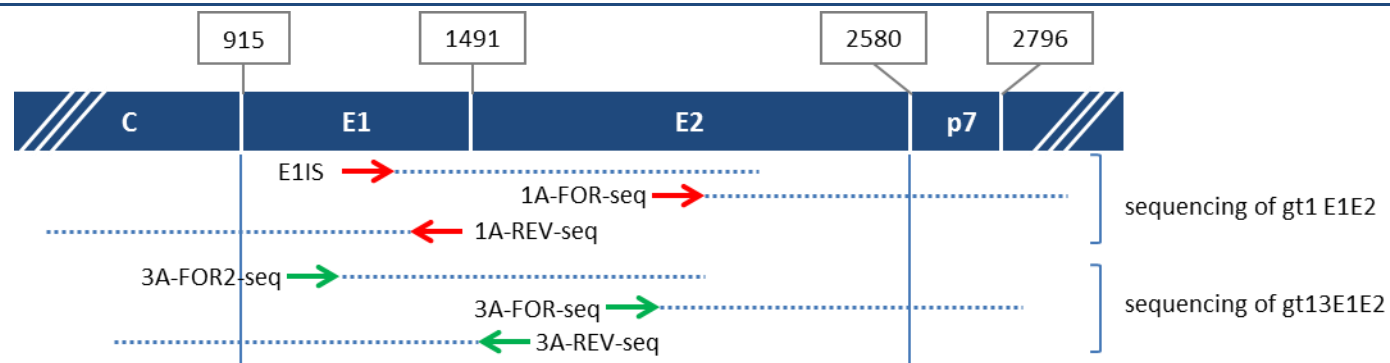 915
1491
2580
2796
C
E1
E2
p7
E1IS
1A-FOR-seq
1A-REV-seq
sequencing of gt1 E1E2
3A-FOR2-seq
3A-FOR-seq
3A-REV-seq
sequencing of gt13E1E2